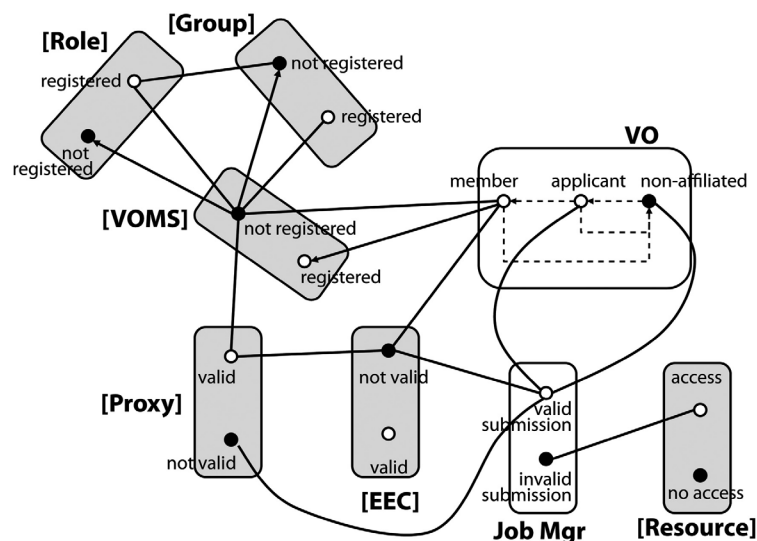 [Group]
[Role]
not registered
registered
registered
not
registered
VO
member
applicant
non-affiliated
[VOMS]
not registered
registered
valid
not valid
access
[Proxy]
valid
submission
not valid
valid
invalid
submission
no access
[EEC]
Job Mgr
[Resource]